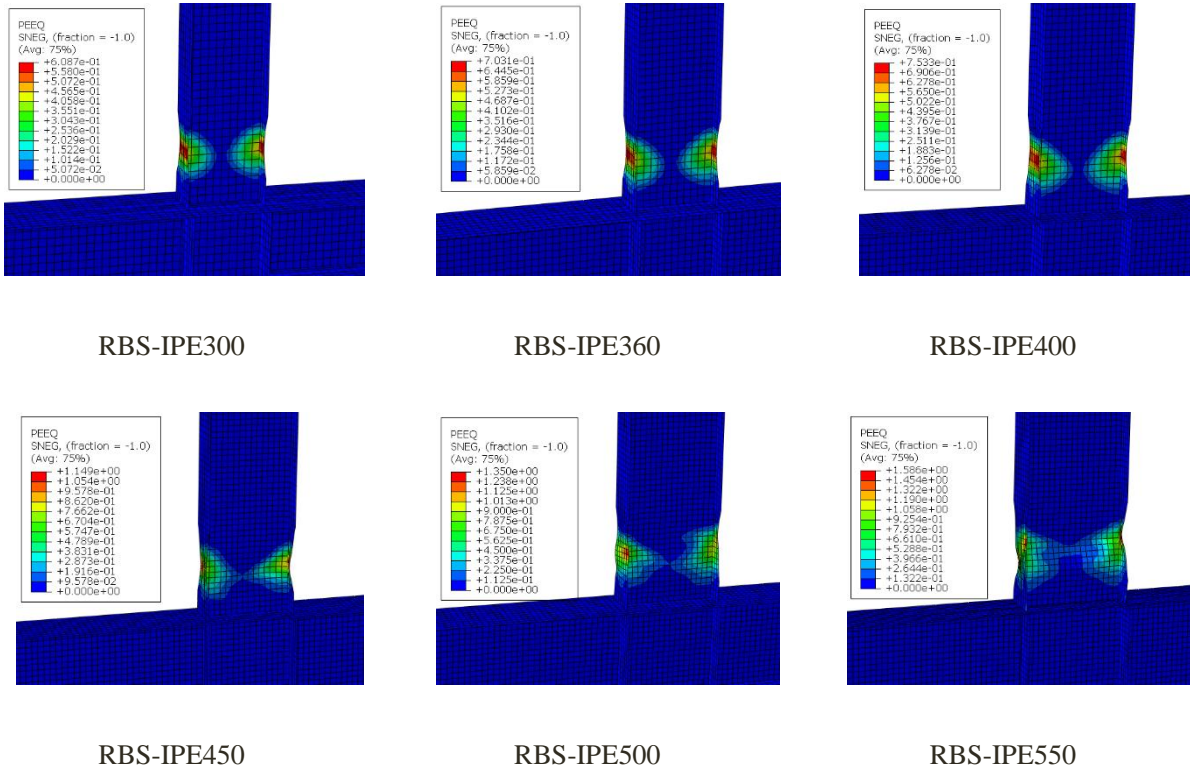 PEEQ
SNEG, (fraction = -1.0)
(Avg: 75%)
+6.087e-01
+5.580e-01
+5.072e-01
+4.565e-01
+4.058e-01
+3.551e-01
+3.043e-01
+2.536e-01
+2.029e-01
+1.522e-01
+1.014e-01
+5.072e-02
+0.000e+00
PEEQ
SNEG, (fraction = -1.0)
(Avg: 75%)
+7.031e-01
+6.445e-01
+5.859e-01
+5.273e-01
+4.687e-01
+4.102e-01
+3.516e-01
+2.930e-01
+2.344e-01
+1.758e-01
+1.172e-01
+5.859e-02
+0.000e+00
PEEQ
SNEG, (fraction = -1.0)
(Avg: 75%)
+7.533e-01
+6.906e-01
+6.278e-01
+5.650e-01
+5.022e-01
+4.395e-01
+3.767e-01
+3.139e-01
+2.511e-01
+1.883e-01
+1.256e-01
+6.278e-02
+0.000e+00
RBS-IPE300
RBS-IPE360
RBS-IPE400
PEEQ
SNEG, (fraction = -1.0)
(Avg: 75%)
+1.149e+00
+1.054e+00
+9.578e-01
+8.620e-01
+7.662e-01
+6.704e-01
+5.747e-01
+4.789e-01
+3.831e-01
+2.873e-01
+1.916e-01
+9.578e-02
+0.000e+00
PEEQ
SNEG, (fraction = -1.0)
(Avg: 75%)
+1.350e+00
+1.238e+00
+1.125e+00
+1.013e+00
+9.000e-01
+7.875e-01
+6.750e-01
+5.625e-01
+4.500e-01
+3.375e-01
+2.250e-01
+1.125e-01
+0.000e+00
PEEQ
SNEG, (fraction = -1.0)
(Avg: 75%)
+1.586e+00
+1.454e+00
+1.322e+00
+1.190e+00
+1.058e+00
+9.254e-01
+7.932e-01
+6.610e-01
+5.288e-01
+3.966e-01
+2.644e-01
+1.322e-01
+0.000e+00
RBS-IPE450
RBS-IPE500
RBS-IPE550